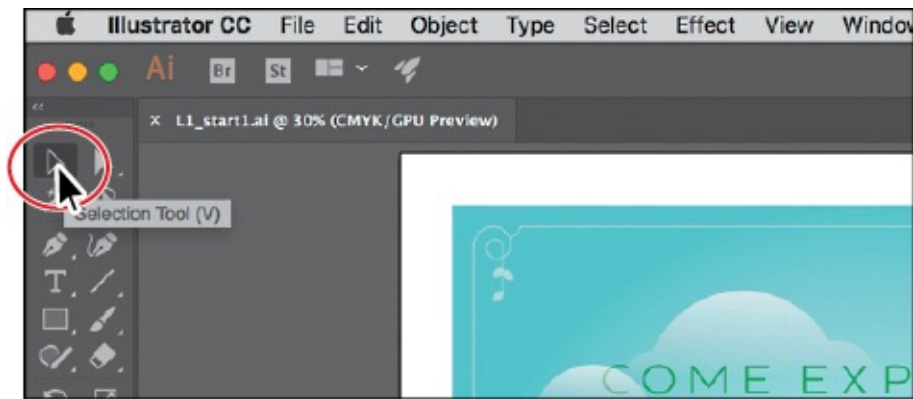 Illustrator CC File Edit Object Type Select Effect View Window
Ai Br St
× L1_start1.ai @ 30% (CMYK/GPU Preview)
Selection Tool (V)
T
COME EXP